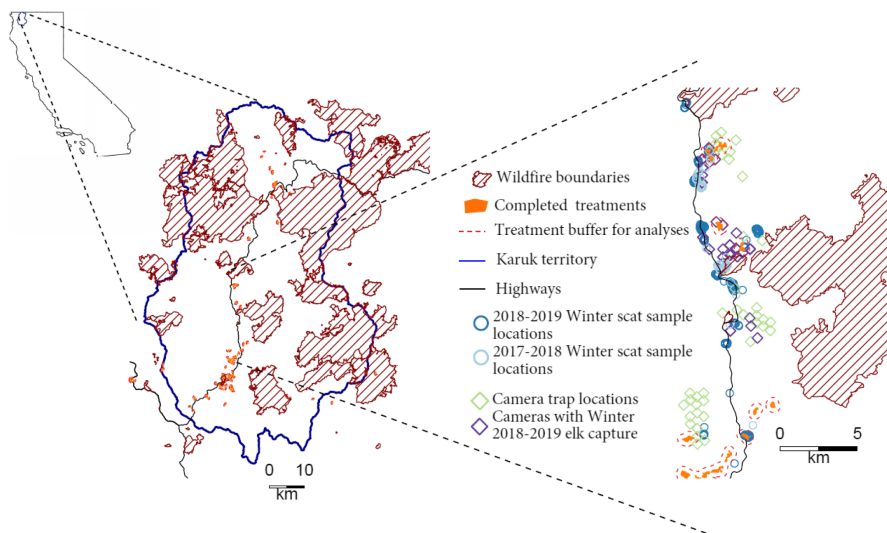 Wildfire boundaries
Completed treatments
Treatment buffer for analyses
Karuk territory
Highways
2018-2019 Winter scat sample
locations
2017-2018 Winter scat sample
locations
Camera trap locations
Cameras with Winter
2018-2019 elk capture
0 10
km
0 5
km